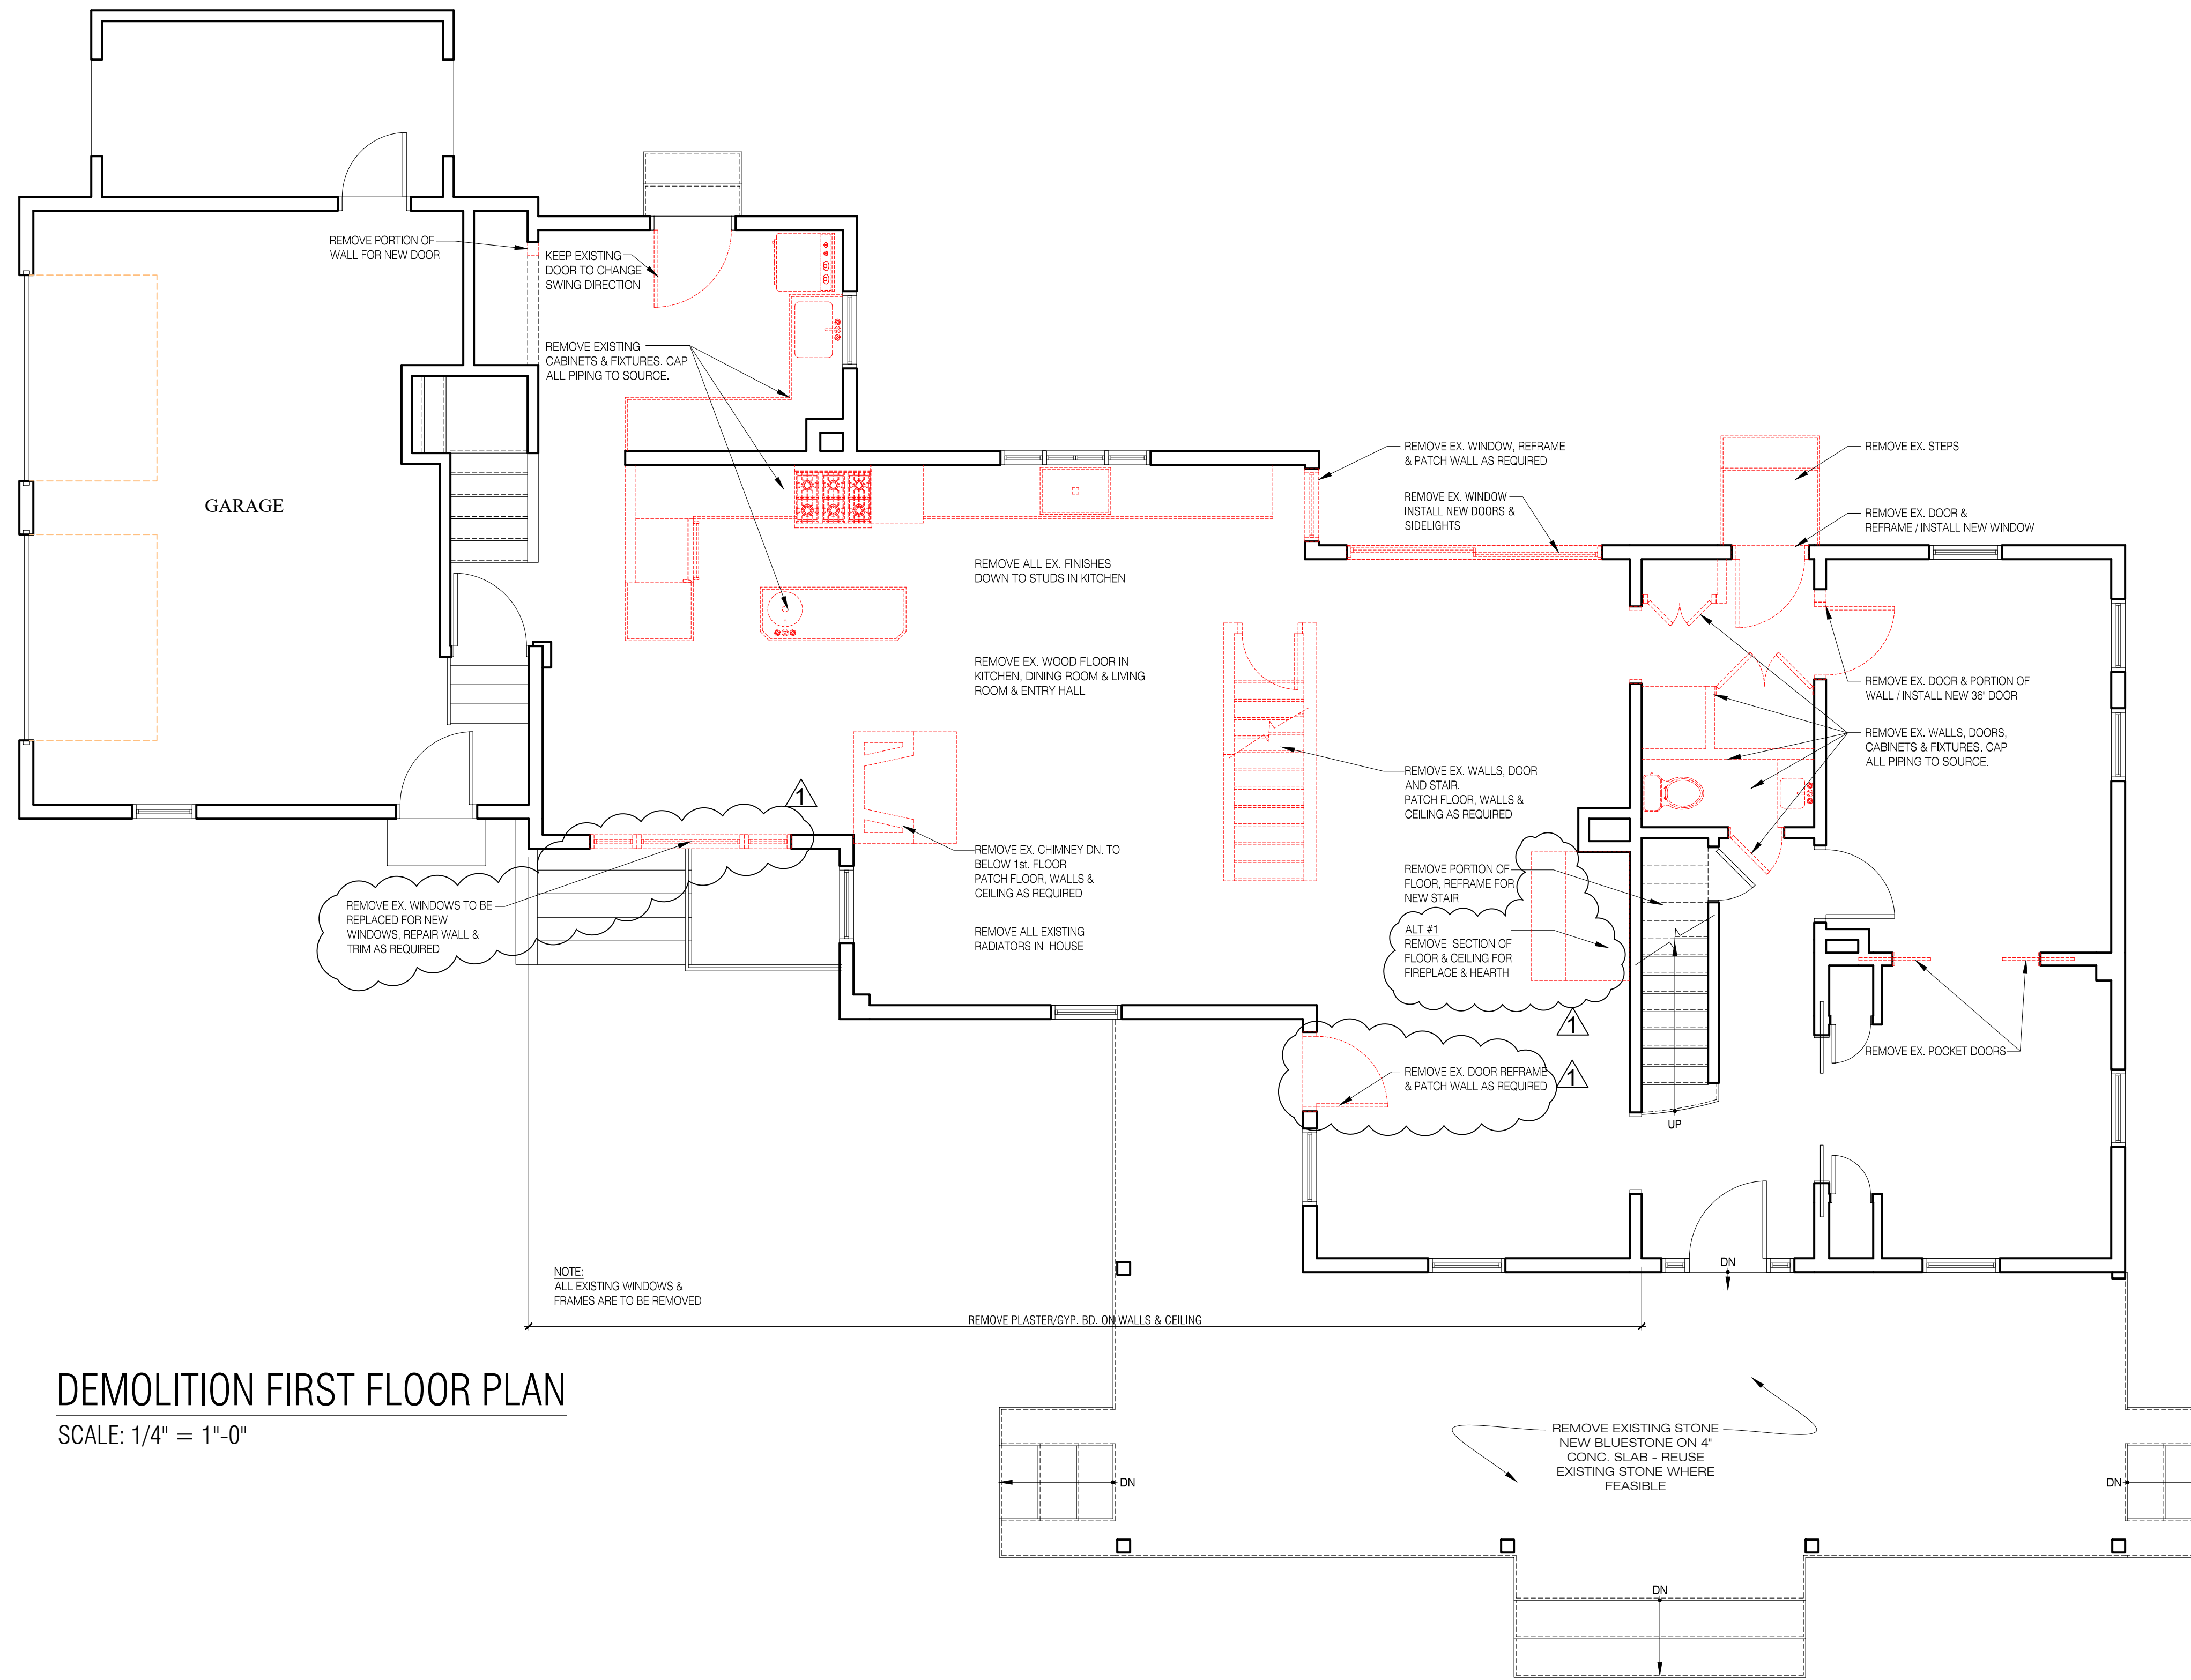 REMOVE PORTION OF
WALL FOR NEW DOOR
KEEP EXISTING
DOOR TO CHANGE
SWING DIRECTION
REMOVE EXISTING
CABINETS & FIXTURES. CAP
ALL PIPING TO SOURCE.
GARAGE
REMOVE EX. WINDOW, REFRAME
& PATCH WALL AS REQUIRED
REMOVE EX. STEPS
REMOVE EX. WINDOW
INSTALL NEW DOORS &
SIDELIGHTS
REMOVE EX. DOOR &
REFRAME / INSTALL NEW WINDOW
REMOVE ALL EX. FINISHES
DOWN TO STUDS IN KITCHEN
REMOVE EX. WOOD FLOOR IN
KITCHEN, DINING ROOM & LIVING
ROOM & ENTRY HALL
REMOVE EX. DOOR & PORTION OF
WALL / INSTALL NEW 36" DOOR
REMOVE EX. WALLS, DOORS,
CABINETS & FIXTURES. CAP
ALL PIPING TO SOURCE.
REMOVE EX. WALLS, DOOR
AND STAIR.
PATCH FLOOR, WALLS &
CEILING AS REQUIRED
1
REMOVE EX. CHIMNEY DN. TO
BELOW 1st. FLOOR
PATCH FLOOR, WALLS &
CEILING AS REQUIRED
REMOVE PORTION OF
FLOOR, REFRAME FOR
NEW STAIR
REMOVE EX. WINDOWS TO BE
REPLACED FOR NEW
WINDOWS, REPAIR WALL &
TRIM AS REQUIRED
REMOVE ALL EXISTING
RADIATORS IN HOUSE
ALT #1
REMOVE SECTION OF
FLOOR & CEILING FOR
FIREPLACE & HEARTH
1
REMOVE EX. POCKET DOORS
REMOVE EX. DOOR REFRAME
& PATCH WALL AS REQUIRED
1
UP
DN
NOTE:
ALL EXISTING WINDOWS &
FRAMES ARE TO BE REMOVED
REMOVE PLASTER/GYP. BD. ON WALLS & CEILING
DEMOLITION FIRST FLOOR PLAN
SCALE: 1/4" = 1"-0"
REMOVE EXISTING STONE
NEW BLUESTONE ON 4"
CONC. SLAB - REUSE
EXISTING STONE WHERE
FEASIBLE
DN
DN
DN